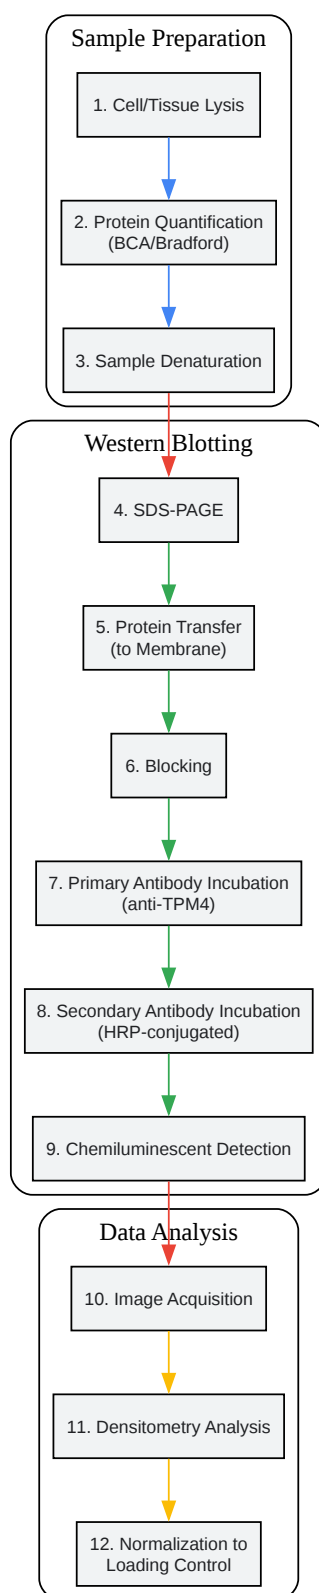 Sample Preparation
1. Cell/Tissue Lysis
2. Protein Quantification
(BCA/Bradford)
3. Sample Denaturation
Western Blotting
4. SDS-PAGE
5. Protein Transfer
(to Membrane)
6. Blocking
7. Primary Antibody Incubation
(anti-TPM4)
8. Secondary Antibody Incubation
(HRP-conjugated)
9. Chemiluminescent Detection
Data Analysis
10. Image Acquisition
11. Densitometry Analysis
12. Normalization to
Loading Control